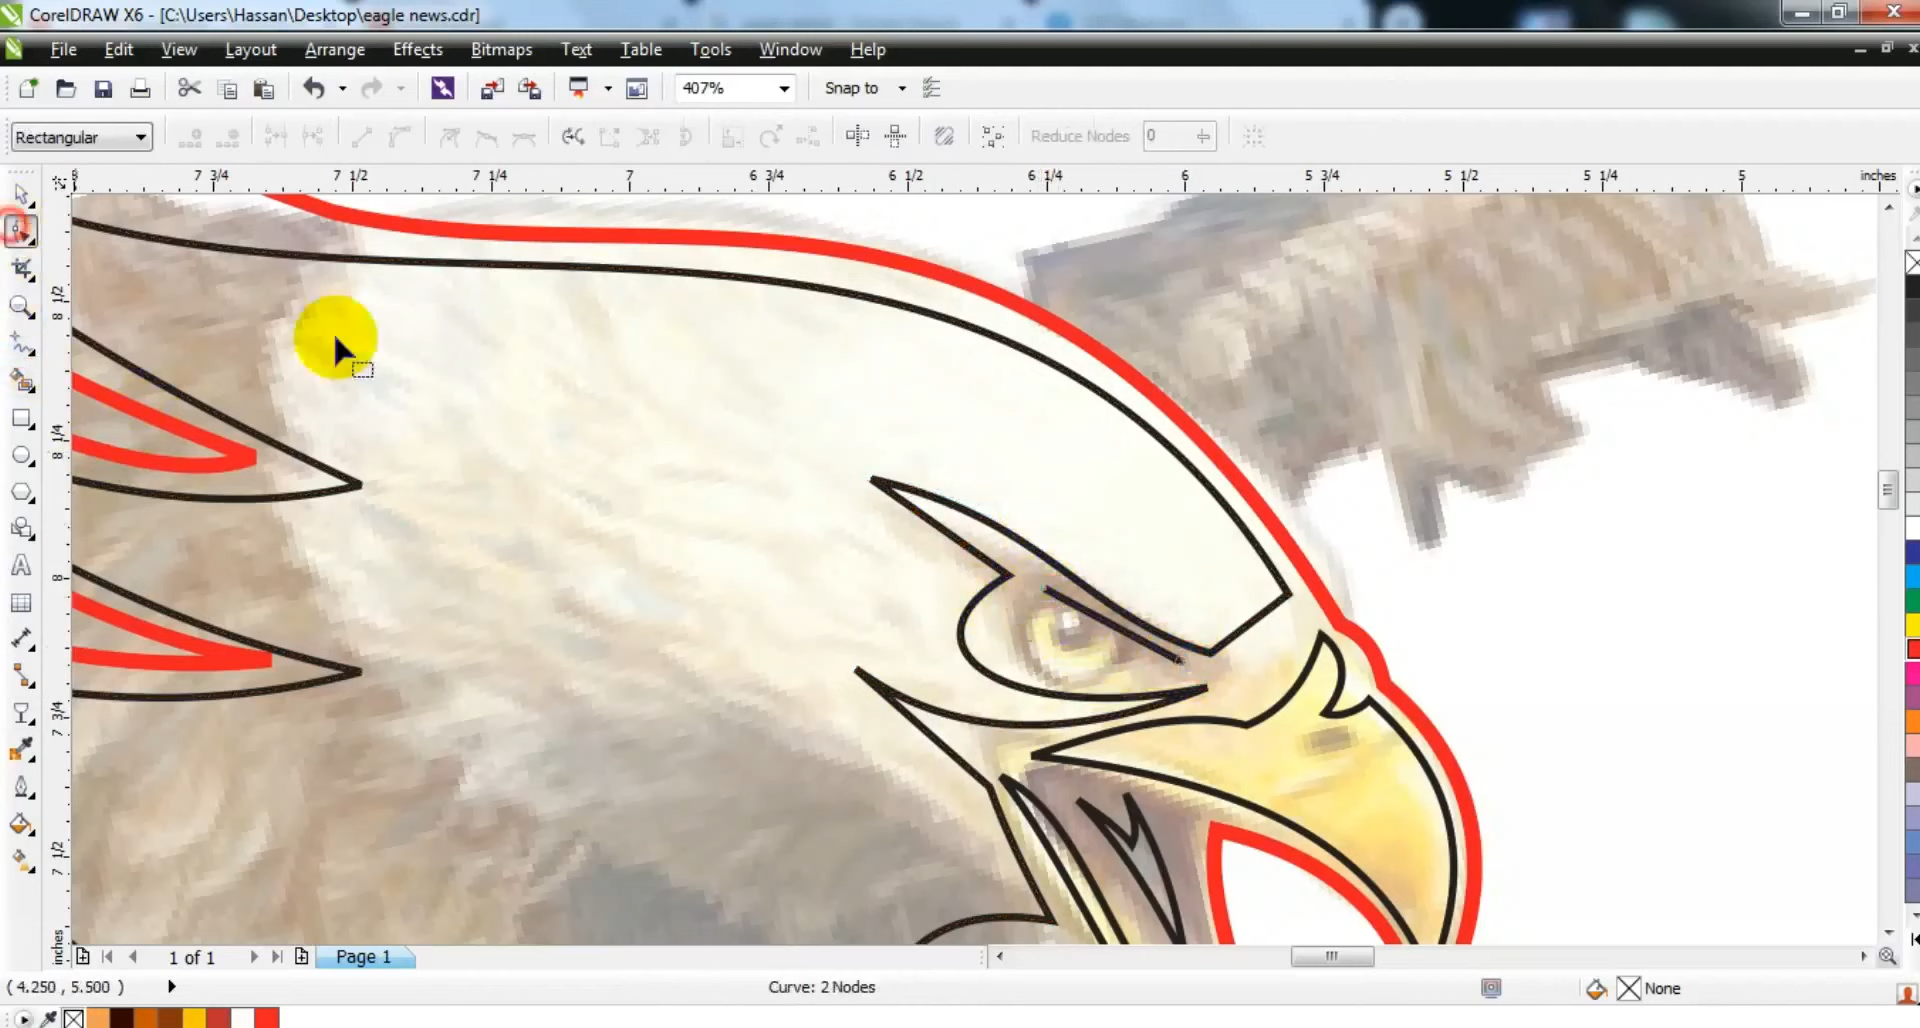 CorelDRAW X6 - [C:\Users\Hassan\Desktop\eagle news.cdr]
File Edit View Layout Arrange Effects Bitmaps Text Table Tools Window Help
407% Snap to
Rectangular Reduce Nodes 0
8 7 3/4 7 1/2 7 1/4 7 6 3/4 6 1/2 6 1/4 6 5 3/4 5 1/2 5 1/4 5 inches
8 1/2
8 1/4
8
7 3/4
7 1/2
inches
1 of 1 Page 1
( 4.250 , 5.500 ) Curve: 2 Nodes None